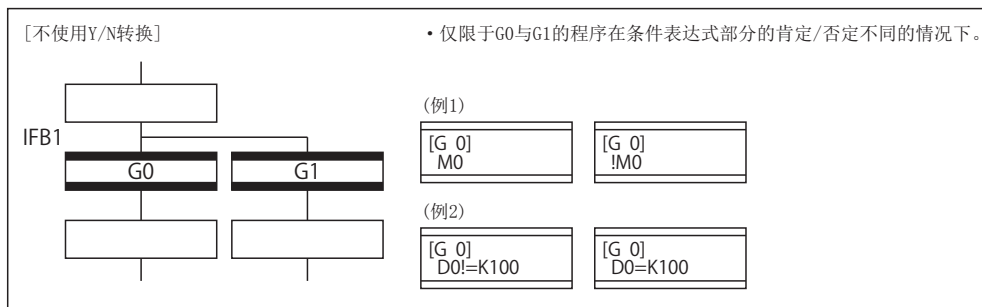 [不使用Y/N转换]
•仅限于G0与G1的程序在条件表达式部分的肯定/否定不同的情况下。
IFB1
G0
G1
(例1)
[G 0]
M0
[G 0]
!M0
(例2)
[G 0]
D0!=K100
[G 0]
D0=K100